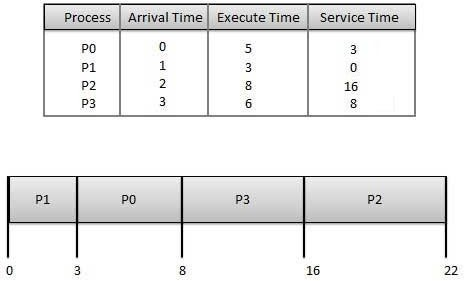 Process Arrival Time Execute Time Service Time
P0 0 5 3
P1 1 3 0
P2 2 8 16
P3 3 6 8
P1 P0 P3 P2
0 3 8 16 22